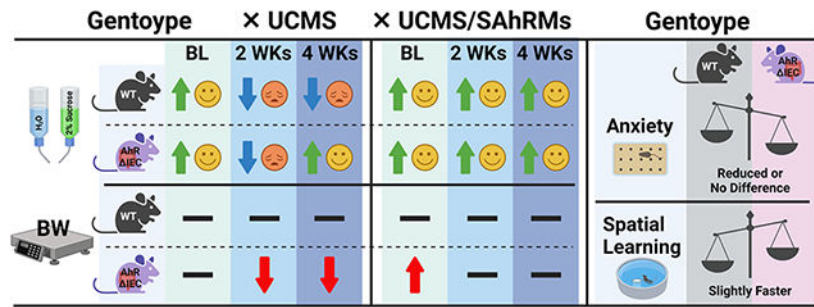 Gentoype × UCMS × UCMS/SAhRMs Gentoype
BL 2 WKs 4 WKs BL 2 WKs 4 WKs
H₂O
2% Sucrose
WT
AhR
ΔIEC
WT
AhR
ΔIEC
Anxiety
Reduced or
No Difference
BW
WT
AhR
ΔIEC
Spatial
Learning
Slightly Faster